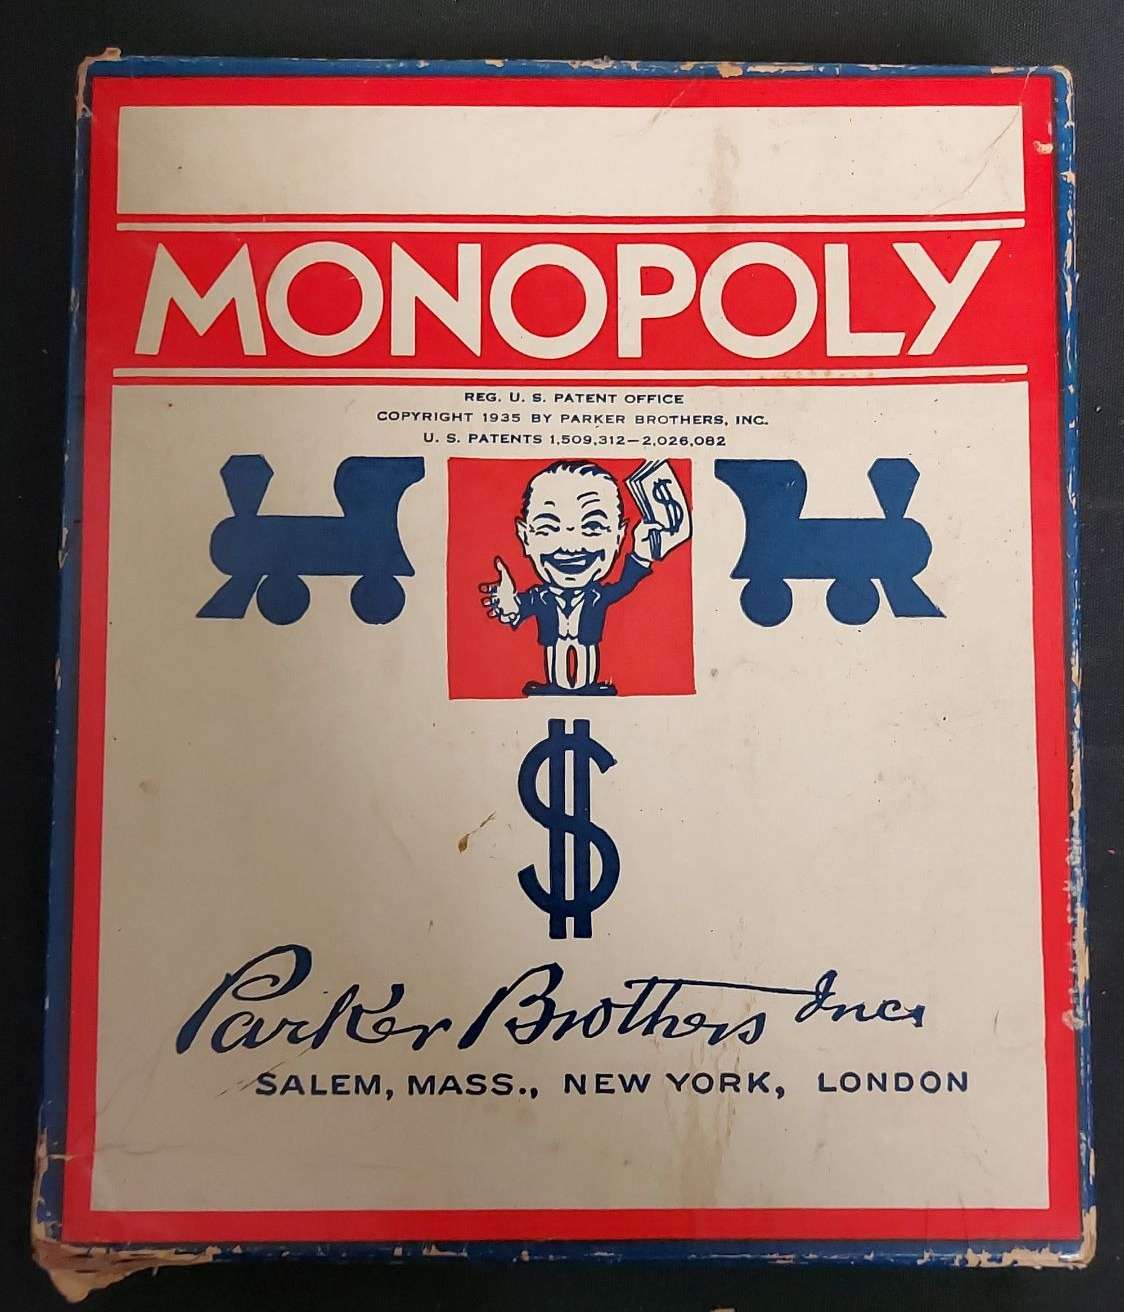 MONOPOLY
REG. U. S. PATENT OFFICE
COPYRIGHT 1935 BY PARKER BROTHERS, INC.
U. S. PATENTS 1,509,312—2,026,082
$
$
Parker Brothers Inc.
SALEM, MASS., NEW YORK, LONDON